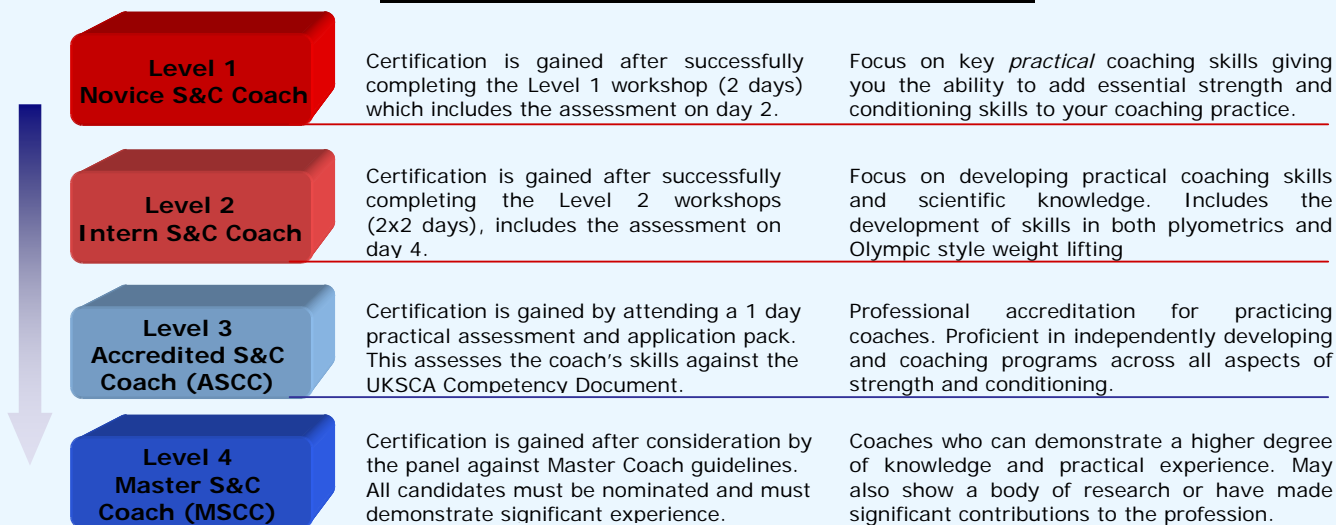 Level 1
Novice S&C Coach
Certification is gained after successfully
completing the Level 1 workshop (2 days)
which includes the assessment on day 2.
Focus on key practical coaching skills giving
you the ability to add essential strength and
conditioning skills to your coaching practice.
Level 2
Intern S&C Coach
Certification is gained after successfully
completing the Level 2 workshops
(2x2 days), includes the assessment on
day 4.
Focus on developing practical coaching skills
and scientific knowledge. Includes the
development of skills in both plyometrics and
Olympic style weight lifting
Level 3
Accredited S&C
Coach (ASCC)
Certification is gained by attending a 1 day
practical assessment and application pack.
This assesses the coach's skills against the
UKSCA Competency Document.
Professional accreditation for practicing
coaches. Proficient in independently developing
and coaching programs across all aspects of
strength and conditioning.
Level 4
Master S&C
Coach (MSCC)
Certification is gained after consideration by
the panel against Master Coach guidelines.
All candidates must be nominated and must
demonstrate significant experience.
Coaches who can demonstrate a higher degree
of knowledge and practical experience. May
also show a body of research or have made
significant contributions to the profession.